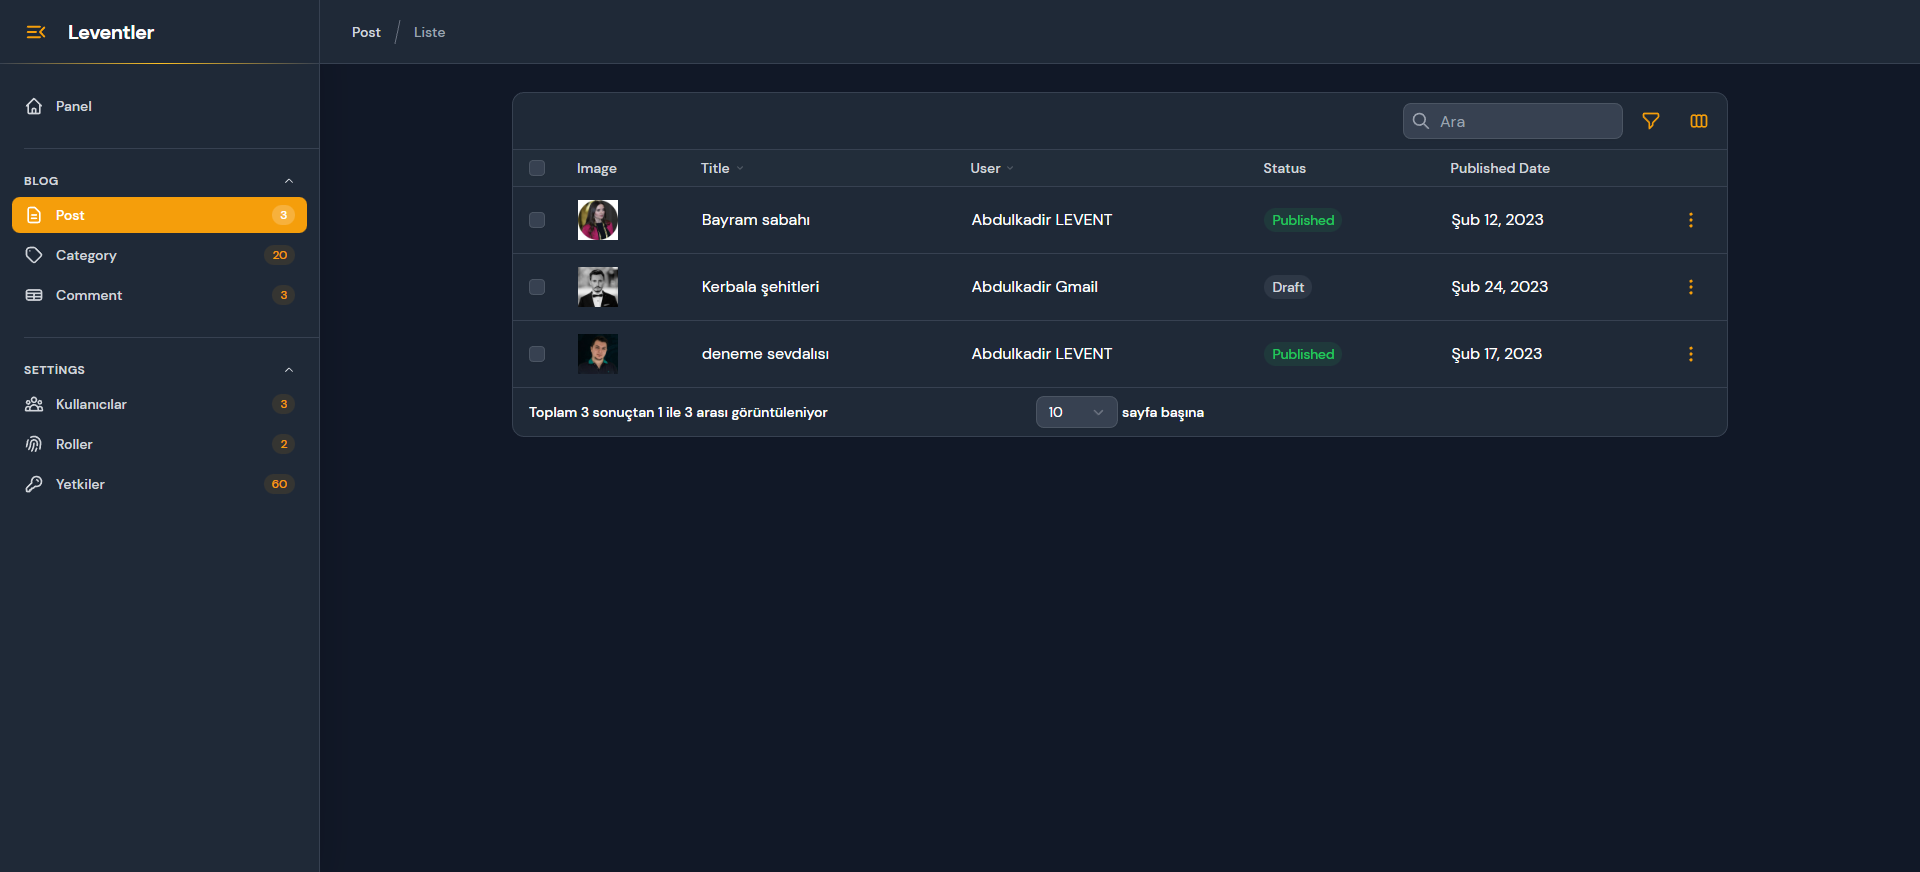 Leventler
Post / Liste
Panel
BLOG
Post 3
Category 20
Comment 3
SETTİNGS
Kullanıcılar 3
Roller 2
Yetkiler 60
Ara
Image Title User Status Published Date
Bayram sabahı Abdulkadir LEVENT Published Şub 12, 2023
Kerbala şehitleri Abdulkadir Gmail Draft Şub 24, 2023
deneme sevdalısı Abdulkadir LEVENT Published Şub 17, 2023
Toplam 3 sonuçtan 1 ile 3 arası görüntüleniyor 10 sayfa başına